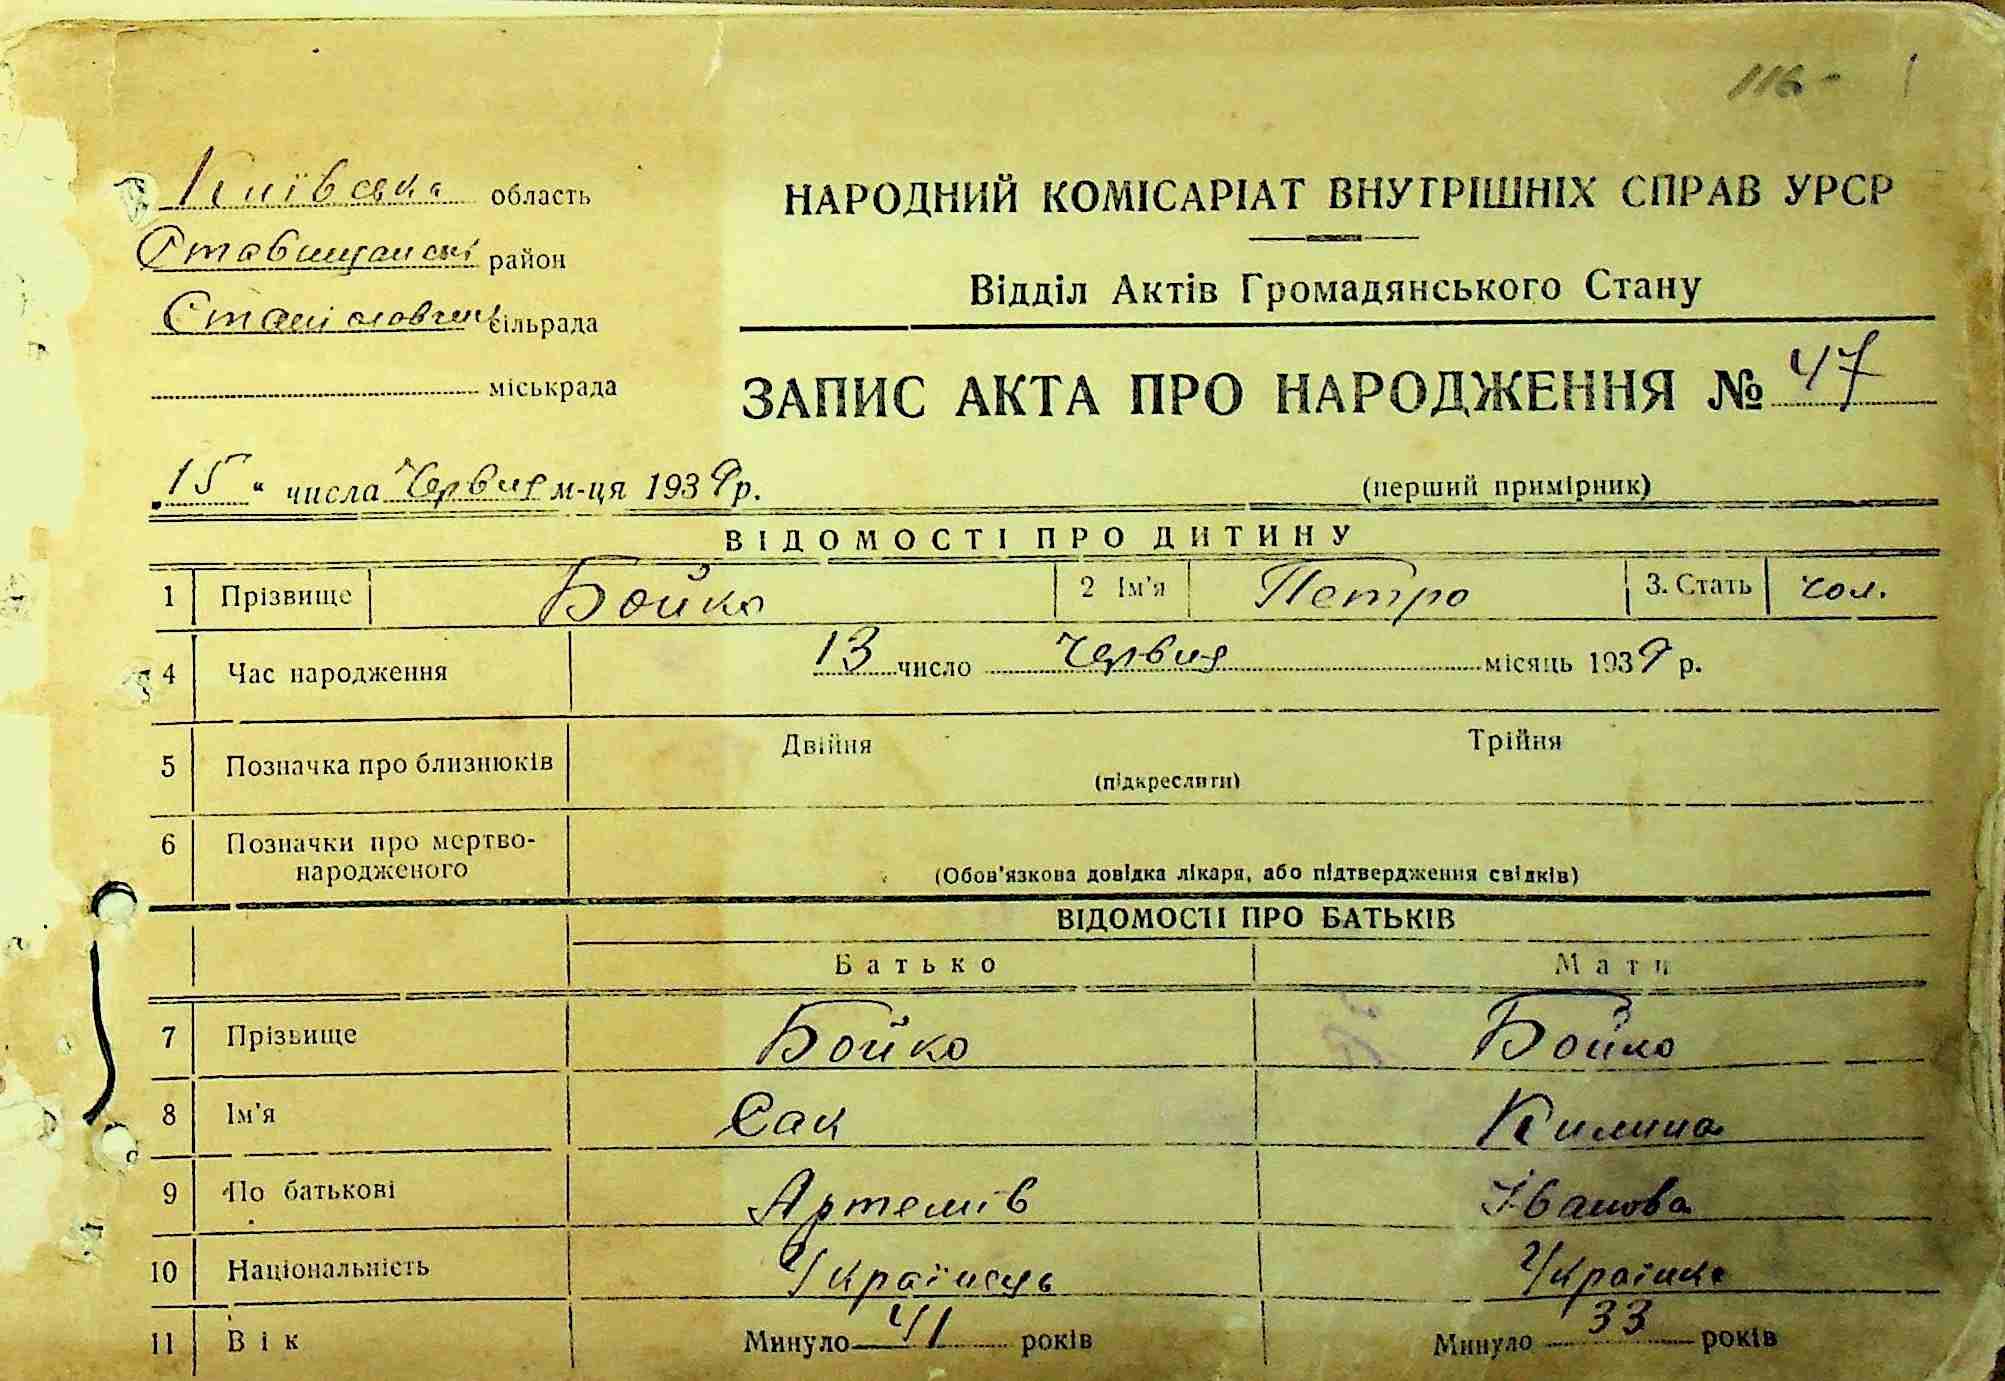 116-
Київська область
Ставищанскі район
сільрада
міськрада
НАРОДНИЙ КОМІСАРІАТ ВНУТРІШНІХ СПРАВ УРСР
Відділ Актів Громадянського Стану
ЗАПИС АКТА ПРО НАРОДЖЕННЯ № 47
„15" числа Червня м-ця 1939 р.
(перший примірник)
ВІДОМОСТІ ПРО ДИТИНУ
1 Прізвище Бойко 2 Ім'я Петро 3. Стать чол.
4 Час народження 13 число Червня місяць 1939 р.
5 Позначка про близнюків Двійня Трійня
(підкреслити)
6 Позначки про мертво-
народженого
(Обов'язкова довідка лікаря, або підтвердження свідків)
ВІДОМОСТІ ПРО БАТЬКІВ
Батько Мати
7 Прізвище Бойко Бойко
8 Ім'я Сак Килина
9 По батькові Артемів Іванова
10 Національність Українець Українка
11 Вік Минуло 41 років Минуло 33 років